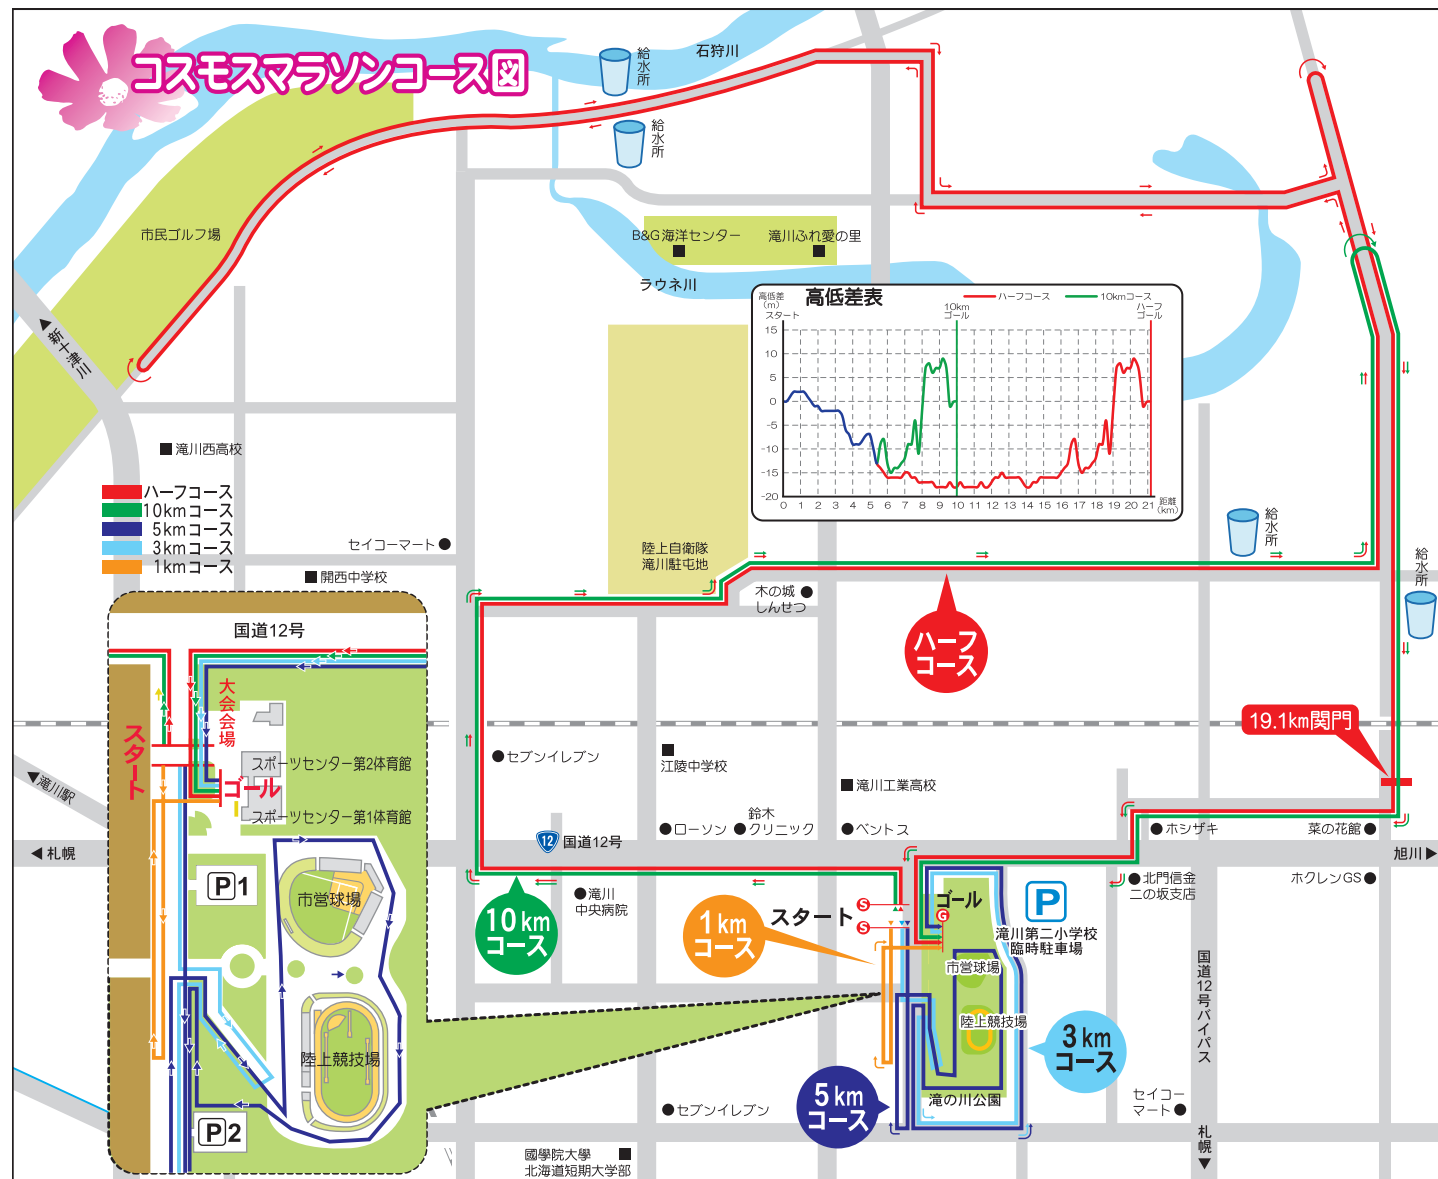 コスモスマラソンコース図
石狩川
給水所
給水所
市民ゴルフ場
B&G海洋センター
滝川ふれ愛の里
ラウネ川
▲新十津川
高低差表
高低差
(m)
スタート
ハーフコース
10kmコース
10km
ゴール
ハーフ
ゴール
15
10
5
0
-5
-10
-15
-20
0 1 2 3 4 5 6 7 8 9 10 11 12 13 14 15 16 17 18 19 20 21
距離
(km)
滝川西高校
ハーフコース
10kmコース
5kmコース
3kmコース
1kmコース
セイコーマート
開西中学校
陸上自衛隊
滝川駐屯地
木の城
しんせつ
給水所
給水所
ハーフ
コース
19.1km関門
国道12号
大会会場
スタート
スポーツセンター第2体育館
ゴール
スポーツセンター第1体育館
P1
市営球場
陸上競技場
P2
◀滝川駅
◀札幌
セブンイレブン
江陵中学校
滝川工業高校
鈴木
クリニック
ローソン
ベントス
ホシザキ
菜の花館
12
国道12号
旭川▶
滝川
中央病院
北門信金
二の坂支店
ホクレンGS
10km
コース
1km
コース
スタート
S
S
ゴール
G
P
滝川第二小学校
臨時駐車場
市営球場
陸上競技場
国道12号バイパス
3km
コース
5km
コース
滝の川公園
セブンイレブン
セイコー
マート
札幌▼
國學院大學
北海道短期大学部